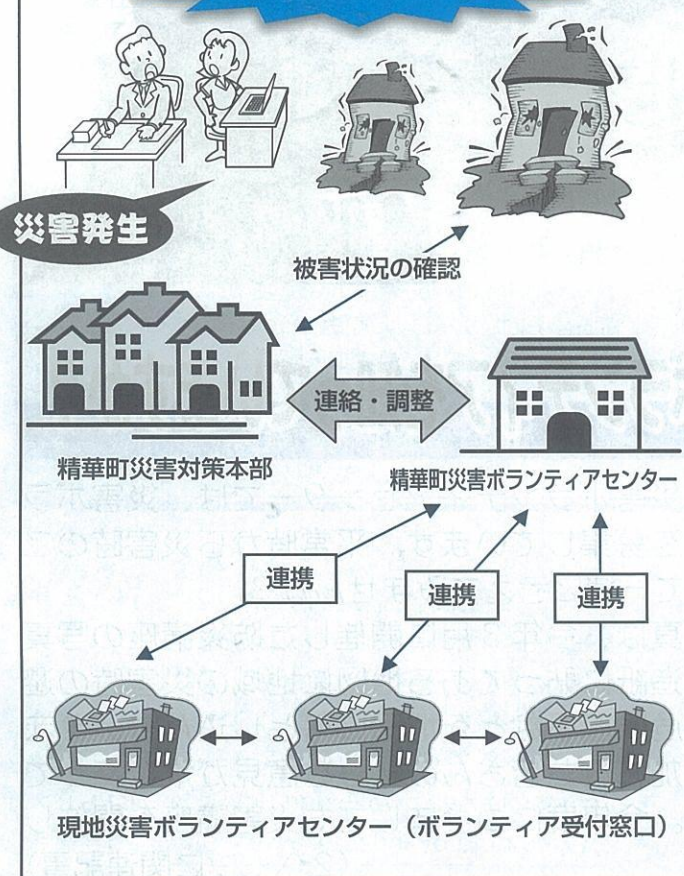 災害発生
被害状況の確認
連絡・調整
精華町災害対策本部
精華町災害ボランティアセンター
連携
連携
連携
現地災害ボランティアセンター（ボランティア受付窓口）